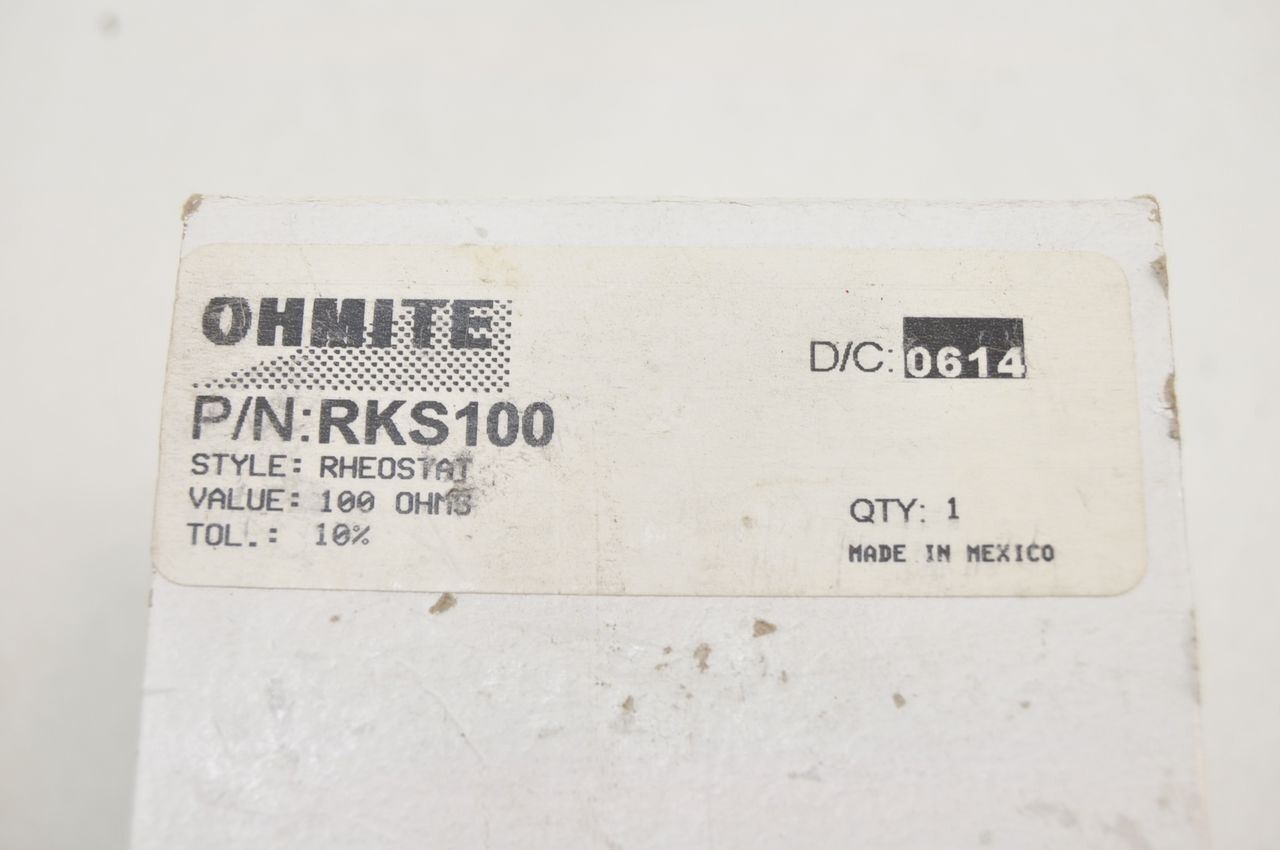 OHMITE
D/C: 0614
P/N:RKS100
STYLE: RHEOSTAT
VALUE: 100 OHMS
TOL.: 10%
QTY: 1
MADE IN MEXICO